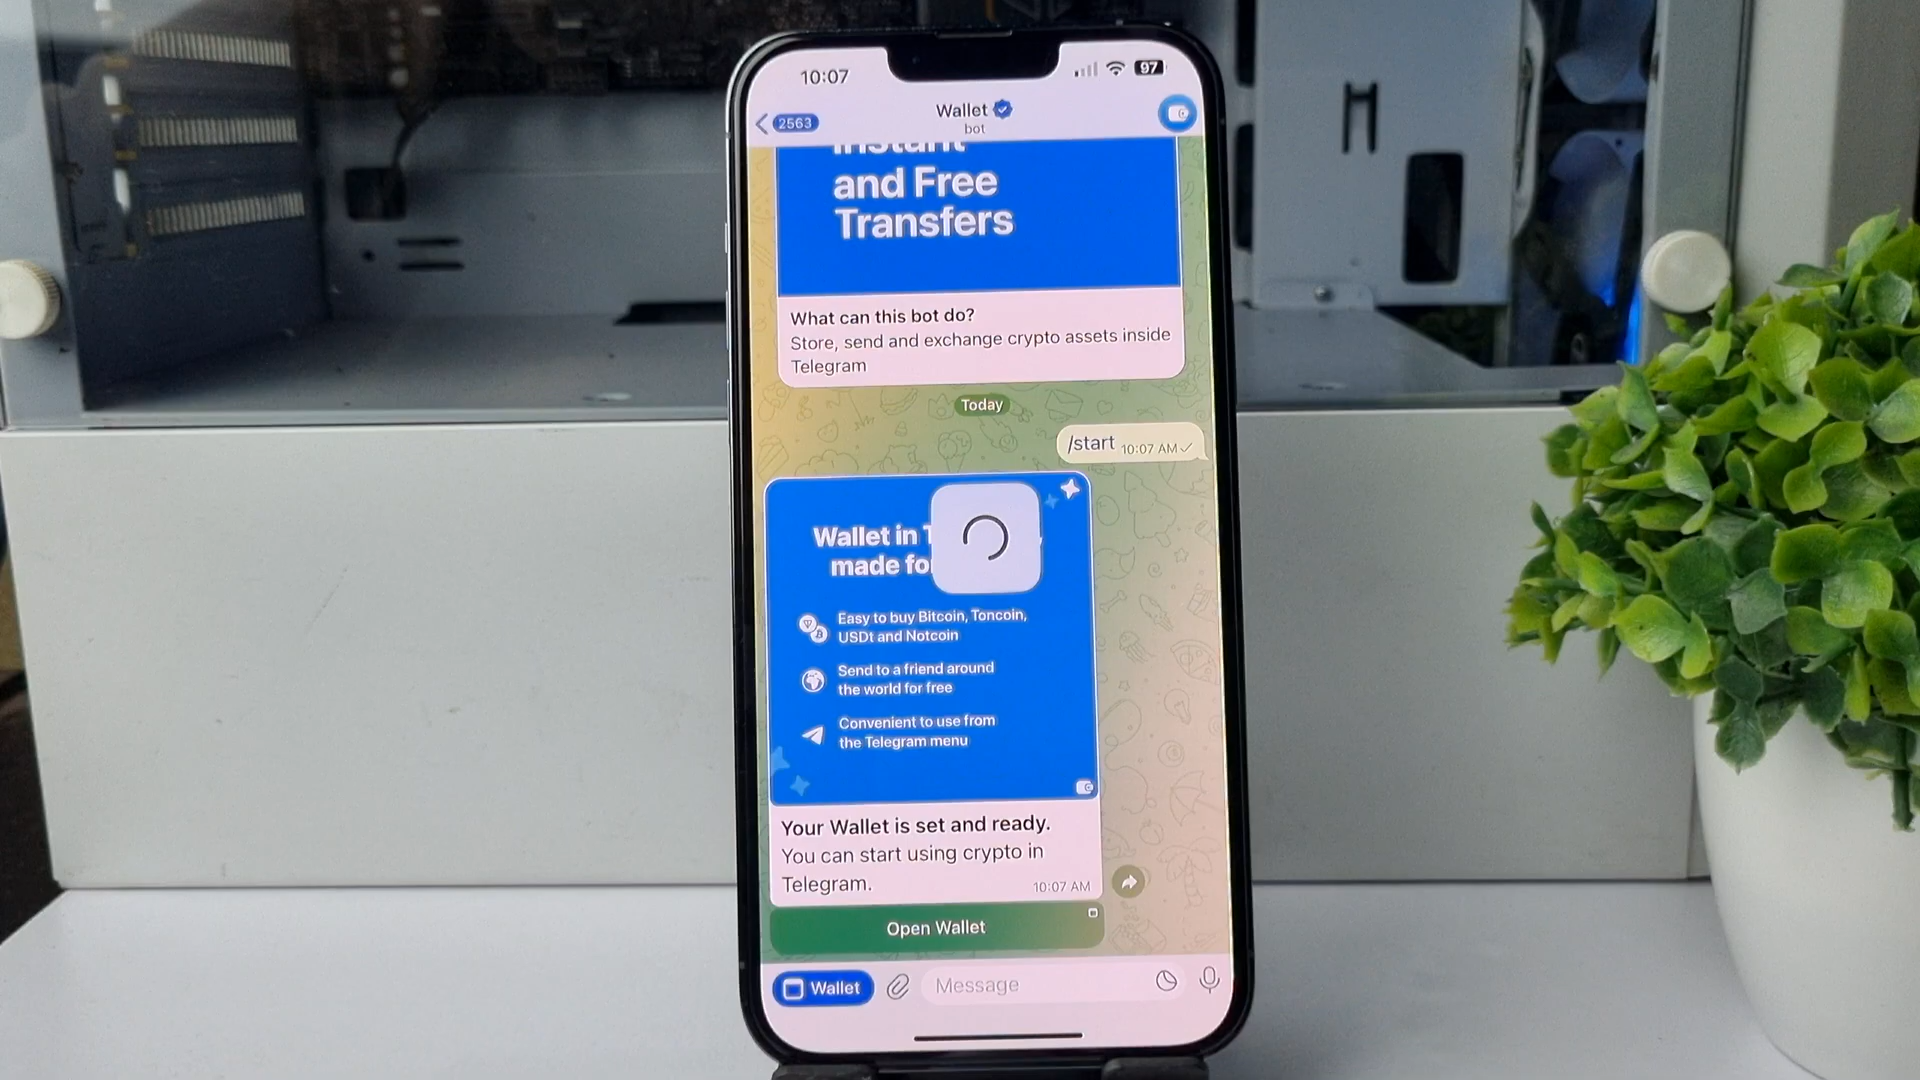 10:07
97
2563
Wallet
bot
Instant
and Free
Transfers
What can this bot do?
Store, send and exchange crypto assets inside
Telegram
Today
/start 10:07 AM
Wallet in
made
Easy to buy Bitcoin, Toncoin,
USDt and Notcoin
Send to a friend around
the world for free
Convenient to use from
the Telegram menu
Your Wallet is set and ready.
You can start using crypto in
Telegram.
10:07 AM
Open Wallet
Wallet
Message